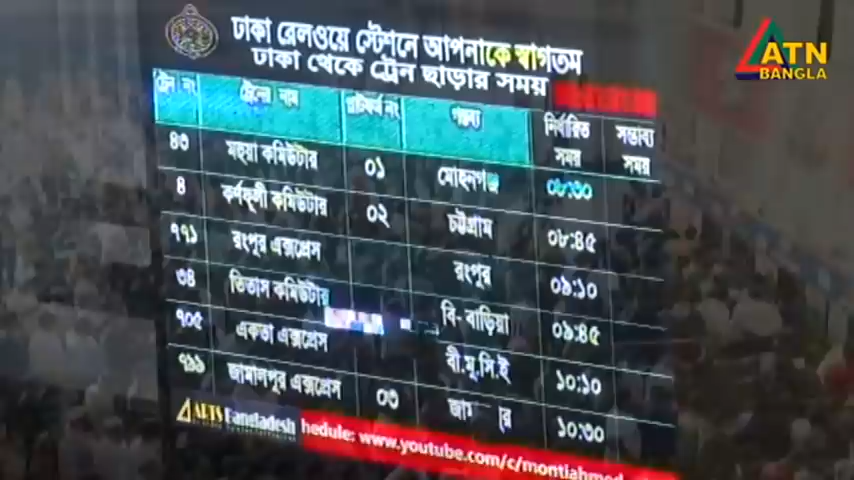 ঢাকা রেলওয়ে স্টেশনে আপনাকে স্বাগতম
ঢাকা থেকে ট্রেন ছাড়ার সময়
ATN
BANGLA
ট্রেন নং ট্রেনের নাম প্লাটফর্ম নং গন্তব্য নির্ধারিত সময় সম্ভাব্য সময়
৪৩ মহুয়া কমিউটার ০১ মোহনগঞ্জ ০৮:৩০
৪ কর্ণফুলী কমিউটার ০২ চট্টগ্রাম ০৮:৪৫
৭৭১ রংপুর এক্সপ্রেস রংপুর ০৯:১০
৩৪ তিতাস কমিউটার বি- বাড়িয়া ০৯:৪৫
৭০৫ একতা এক্সপ্রেস বী.মু.সি.ই ১০:১০
৭৯৯ জামালপুর এক্সপ্রেস ০৩ ১০:৩০
ARTS Bangladesh hedule: www.youtube.com/c/montiahmed